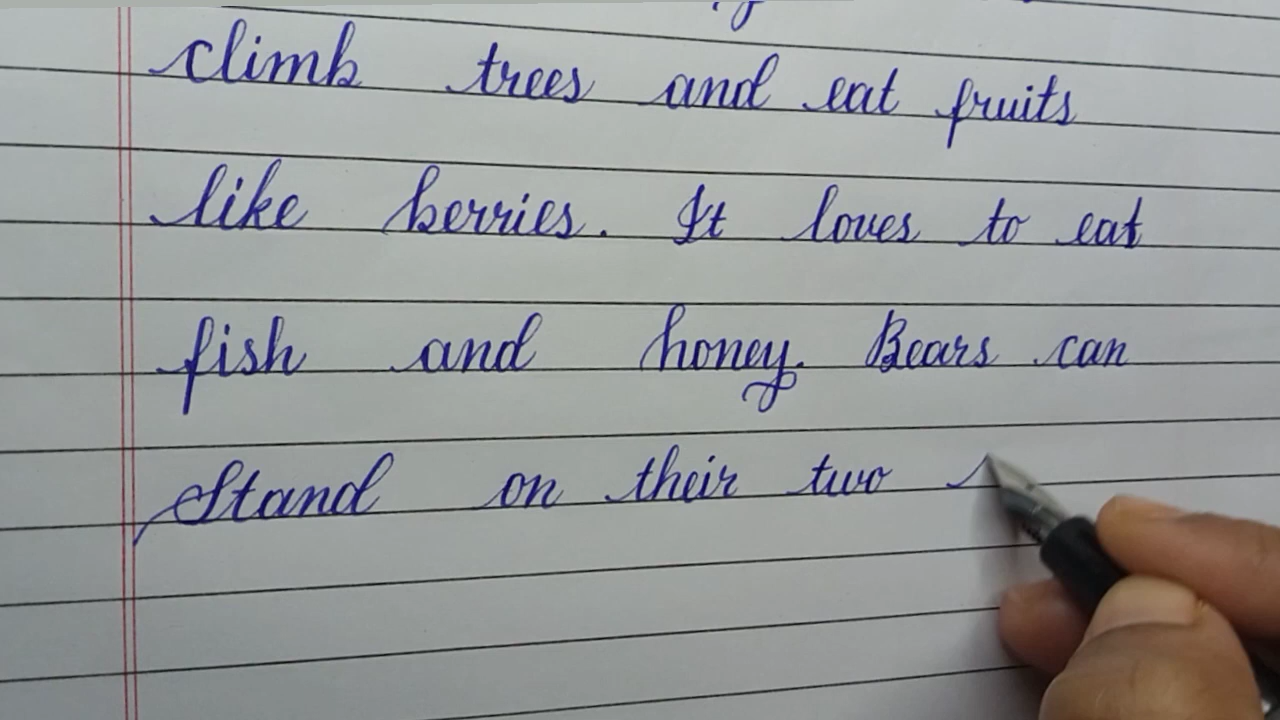 climb trees and eat fruits
like berries. It loves to eat
fish and honey. Bears can
Stand on their two